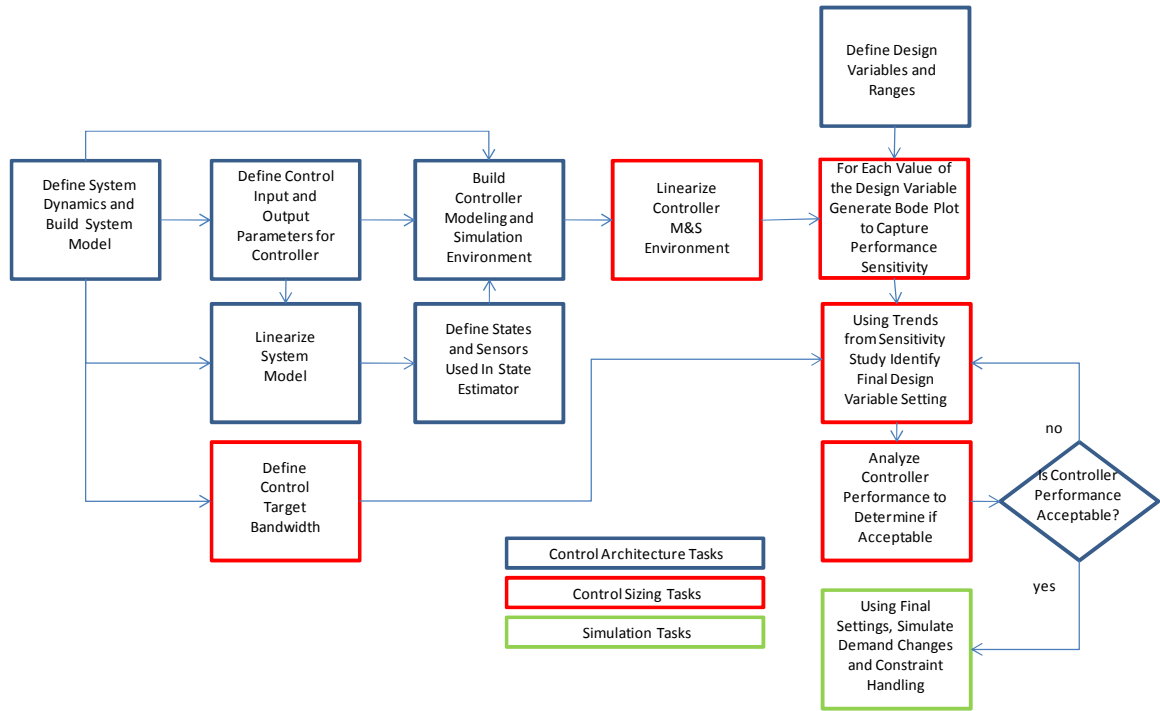 Define Design
Variables and
Ranges
Define System
Dynamics and
Build System
Model
Define Control
Input and
Output
Parameters for
Controller
Build
Controller
Modeling and
Simulation
Environment
Linearize
Controller
M&S
Environment
For Each Value of
the Design Variable
Generate Bode Plot
to Capture
Performance
Sensitivity
Linearize
System
Model
Define States
and Sensors
Used In State
Estimator
Using Trends
from Sensitivity
Study Identify
Final Design
Variable Setting
no
Define
Control
Target
Bandwidth
Analyze
Controller
Performance to
Determine if
Acceptable
Is Controller
Performance
Acceptable?
yes
Control Architecture Tasks
Control Sizing Tasks
Simulation Tasks
Using Final
Settings, Simulate
Demand Changes
and Constraint
Handling